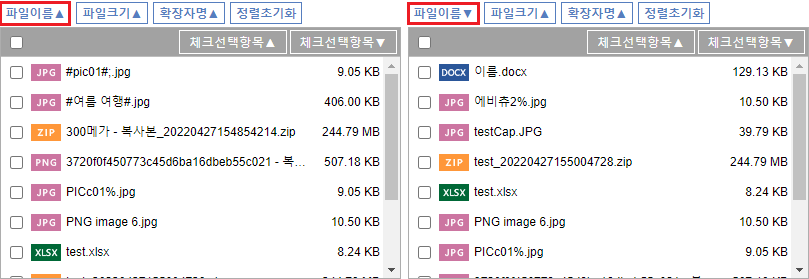 파일이름▲ 파일크기▲ 확장자명▲ 정렬초기화
체크선택항목▲ 체크선택항목▼
JPG #pic01#;.jpg 9.05 KB
JPG #여름 여행#.jpg 406.00 KB
ZIP 300메가 - 복사본_20220427154854214.zip 244.79 MB
PNG 3720f0f450773c45d6ba16dbeb55c021 - 복... 507.18 KB
JPG PICc01%.jpg 9.05 KB
JPG PNG image 6.jpg 10.50 KB
XLSX test.xlsx 8.24 KB
파일이름▼ 파일크기▲ 확장자명▲ 정렬초기화
체크선택항목▲ 체크선택항목▼
DOCX 이름.docx 129.13 KB
JPG 에비츄2%.jpg 10.50 KB
JPG testCap.JPG 39.79 KB
ZIP test_20220427155004728.zip 244.79 MB
XLSX test.xlsx 8.24 KB
JPG PNG image 6.jpg 10.50 KB
JPG PICc01%.jpg 9.05 KB